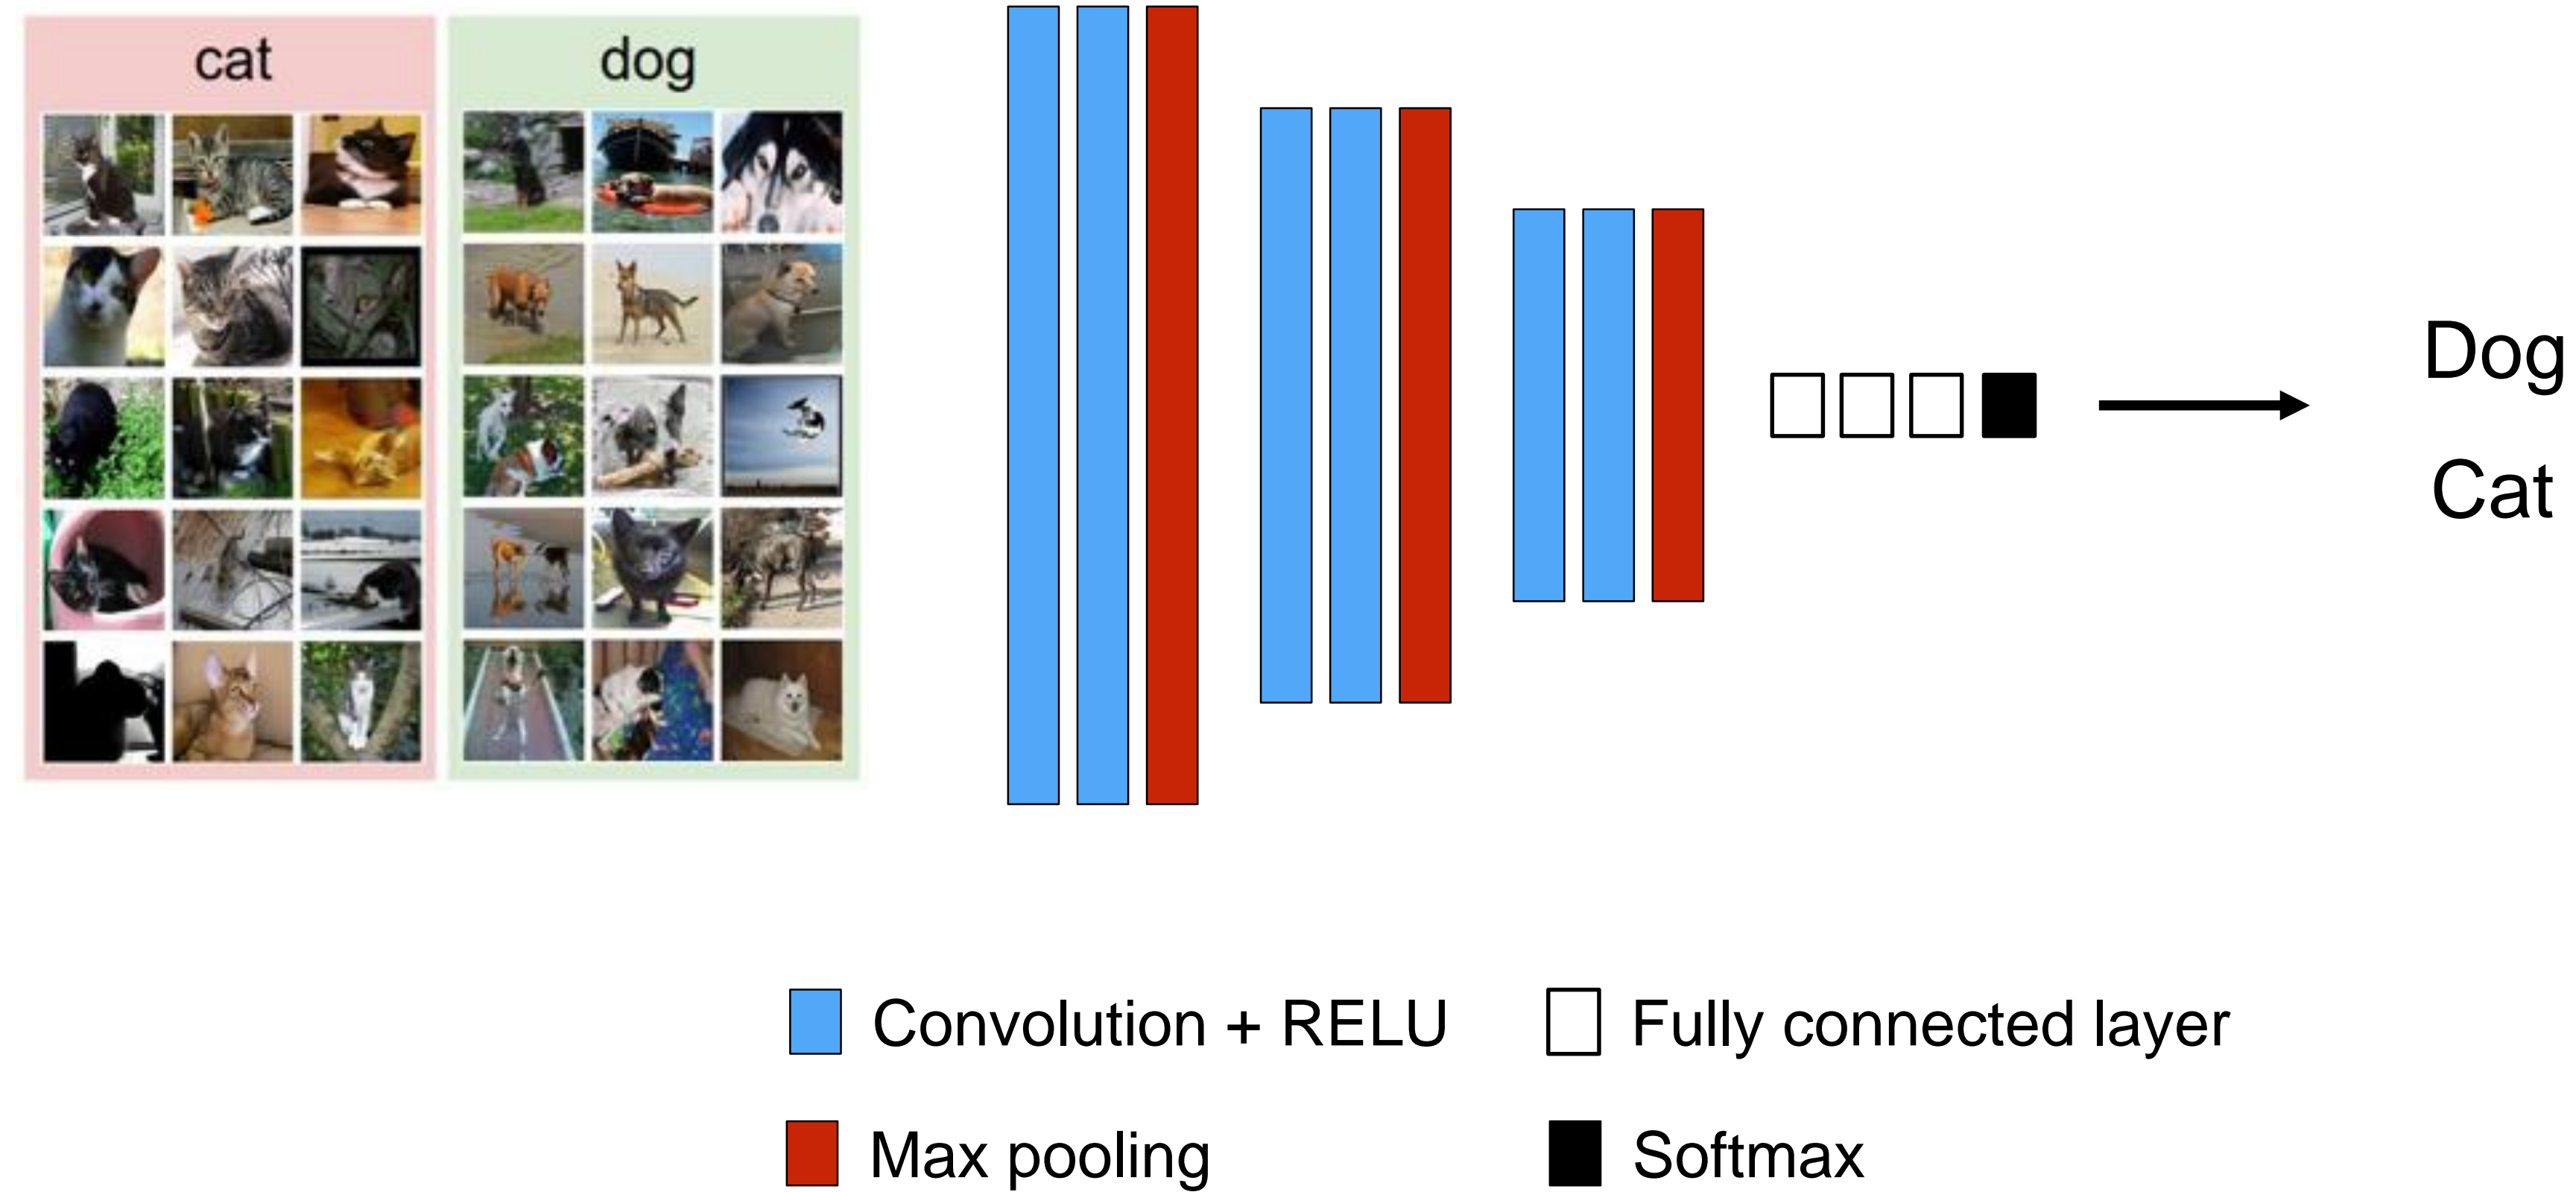 cat
dog
Dog
Cat
Convolution + RELU
Fully connected layer
Max pooling
Softmax